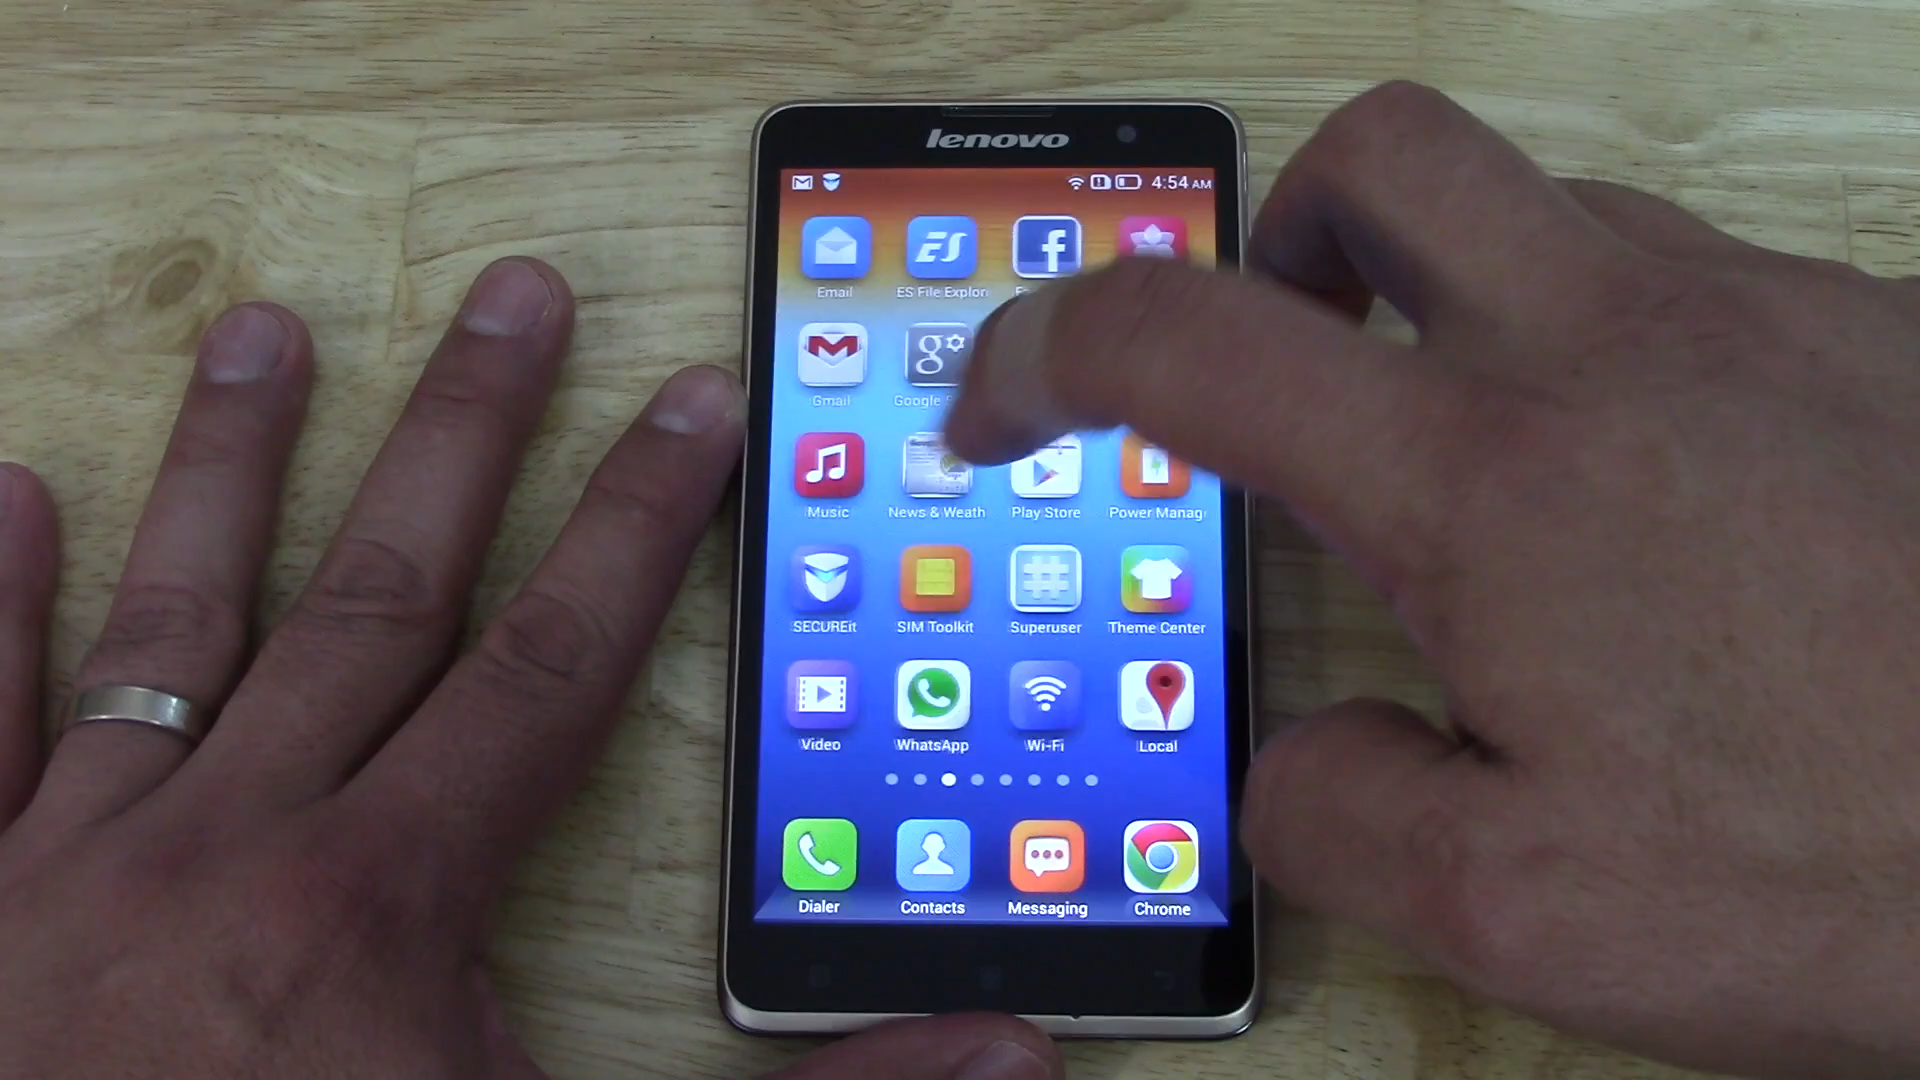 lenovo
4:54 AM
Email
ES File Explor
Gmail
Google
Music
News & Weath
Play Store
Power Manag
SECUREit
SIM Toolkit
Superuser
Theme Center
Video
WhatsApp
Wi-Fi
Local
Dialer
Contacts
Messaging
Chrome